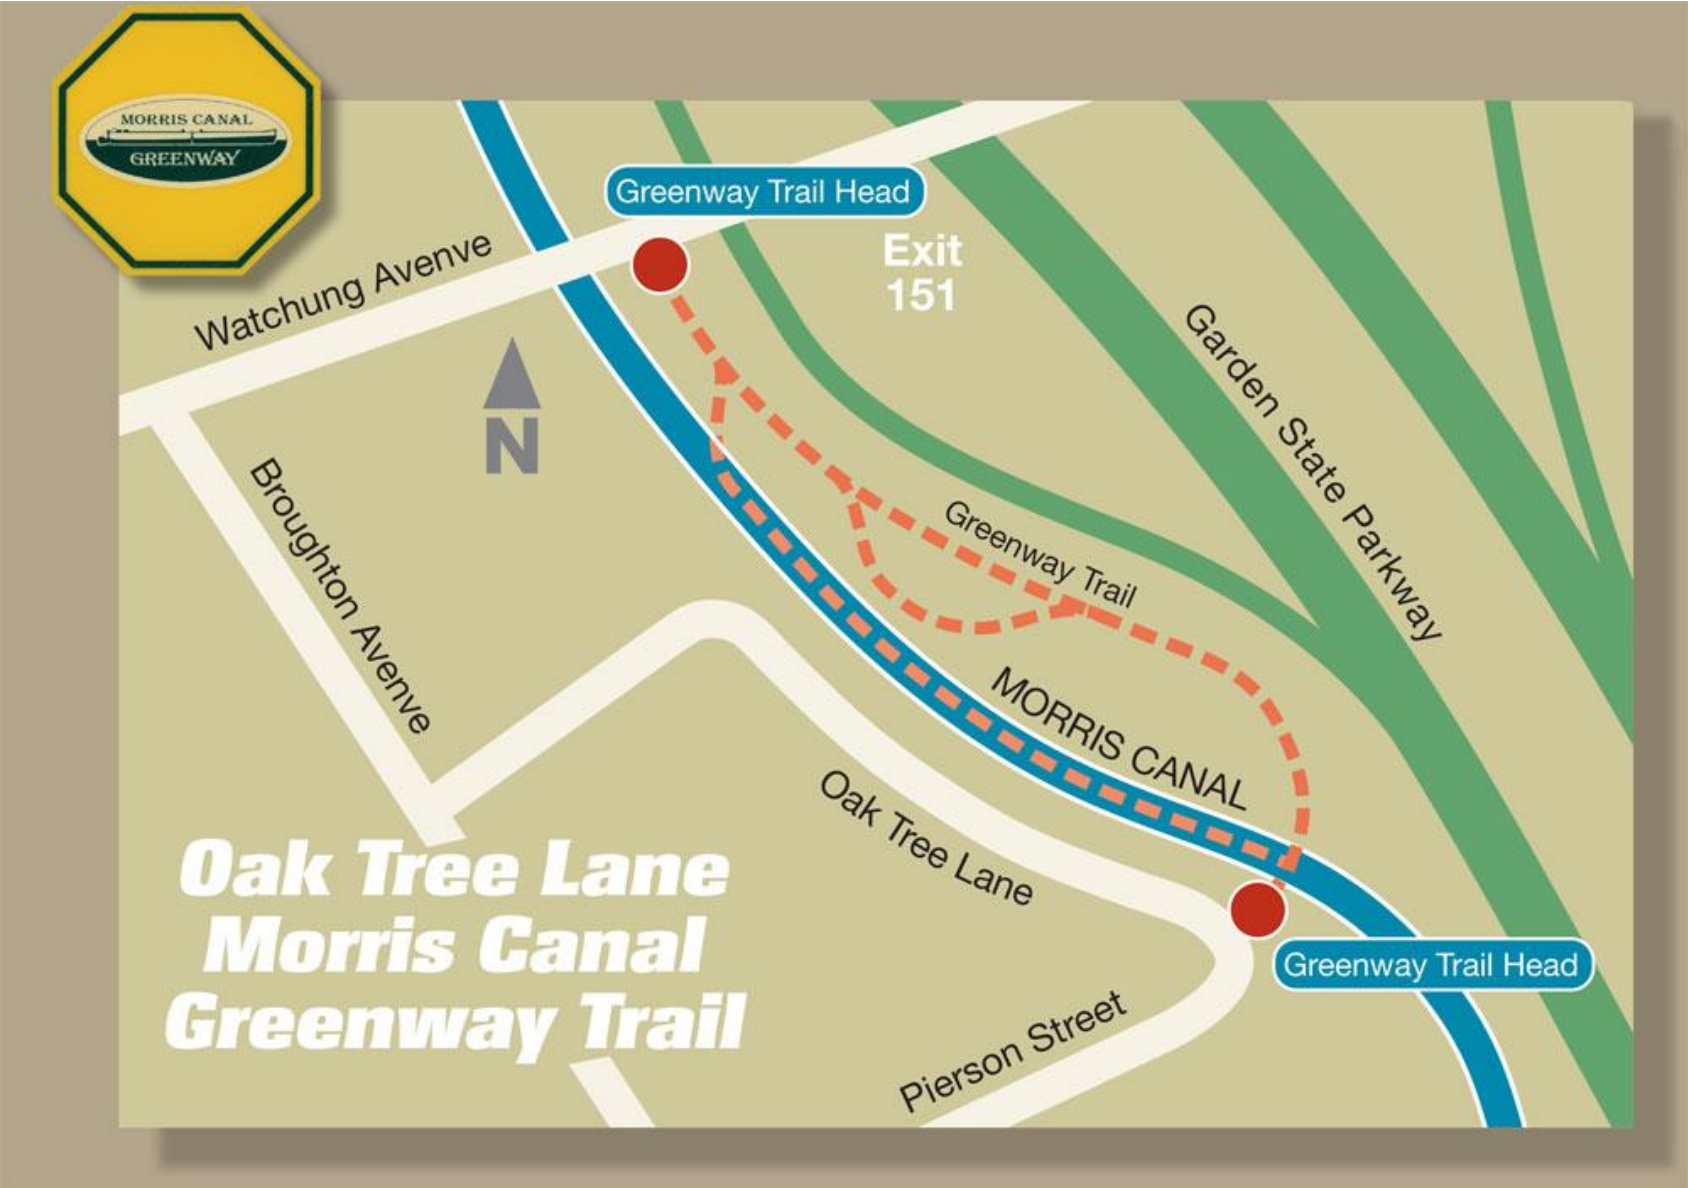 MORRIS CANAL
GREENWAY
Greenway Trail Head
Exit
151
Watchung Avenve
N
Garden State Parkway
Broughton Avenve
Greenway Trail
MORRIS CANAL
Oak Tree Lane
Oak Tree Lane
Morris Canal
Greenway Trail
Greenway Trail Head
Pierson Street